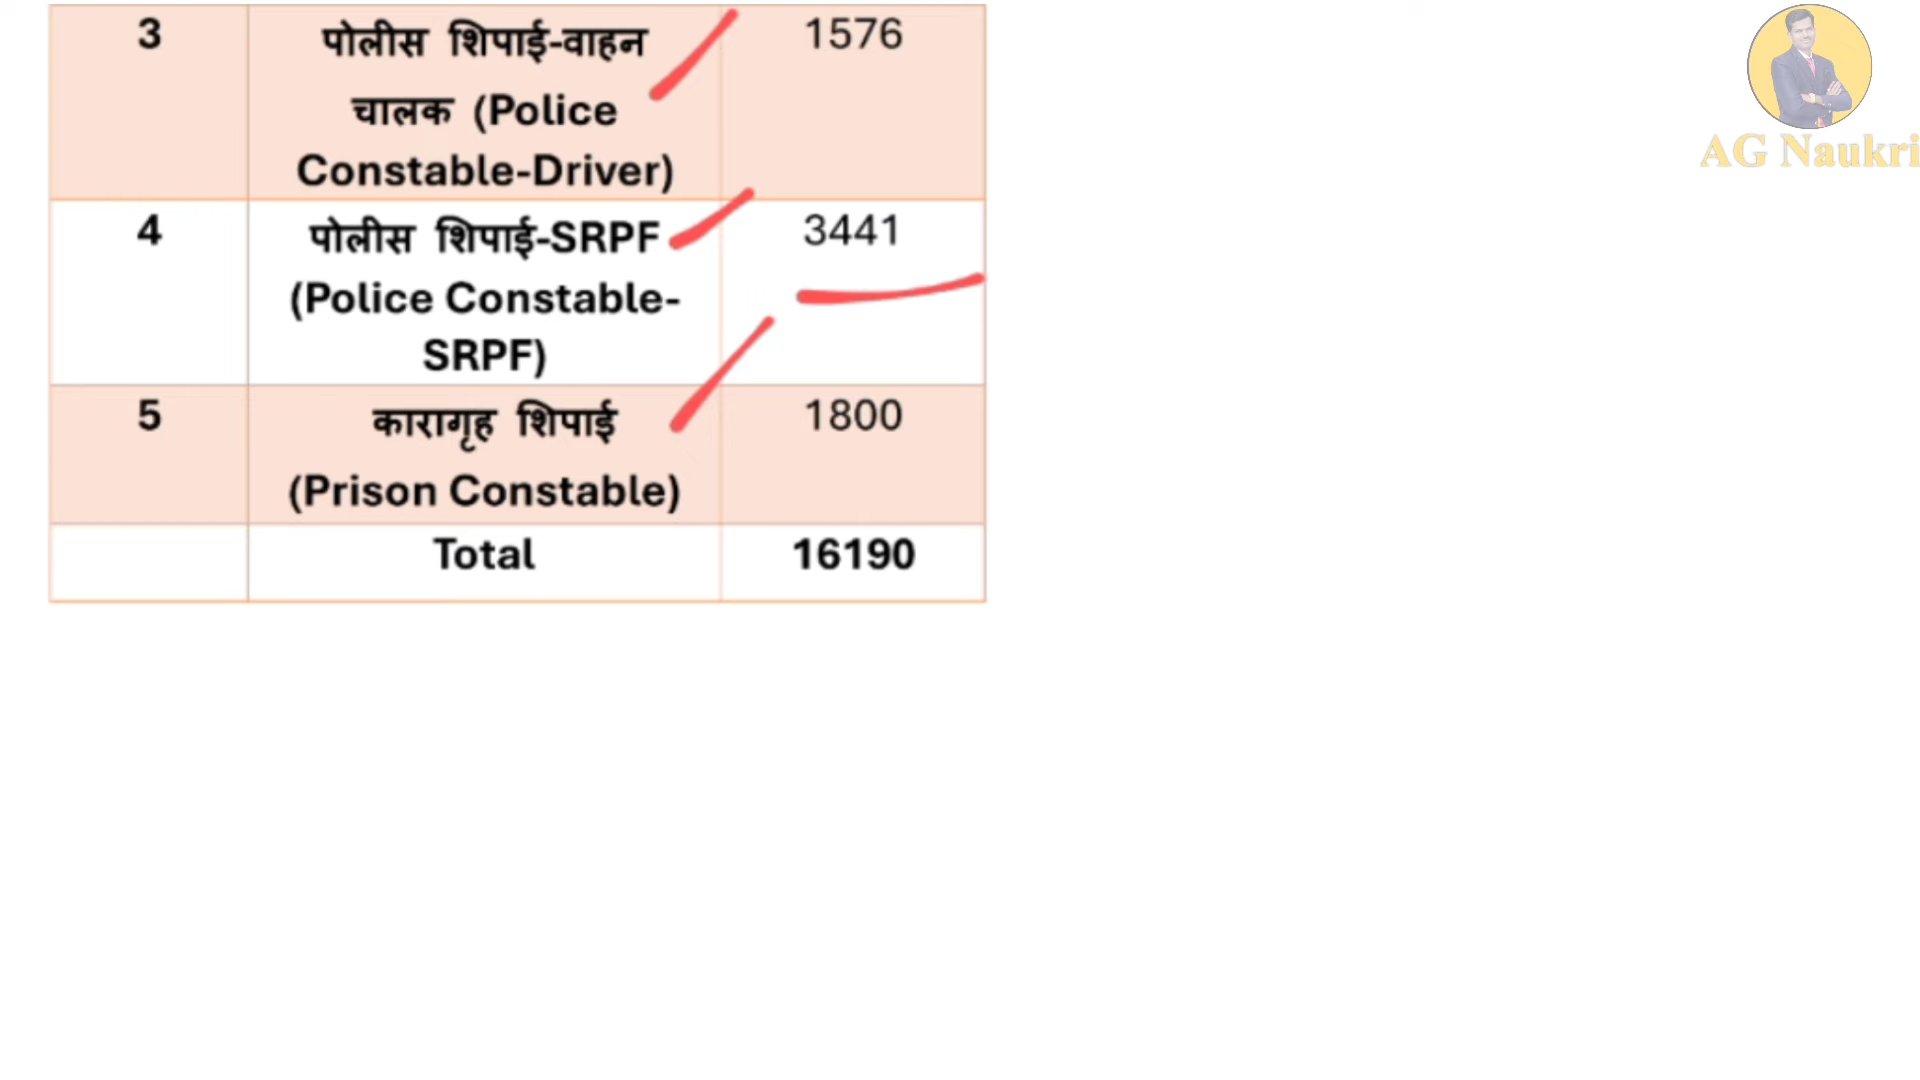 3 पोलीस शिपाई-वाहन 1576
चालक (Police
Constable-Driver)
4 पोलीस शिपाई-SRPF 3441
(Police Constable-
SRPF)
5 कारागृह शिपाई 1800
(Prison Constable)
Total 16190
AG Naukri